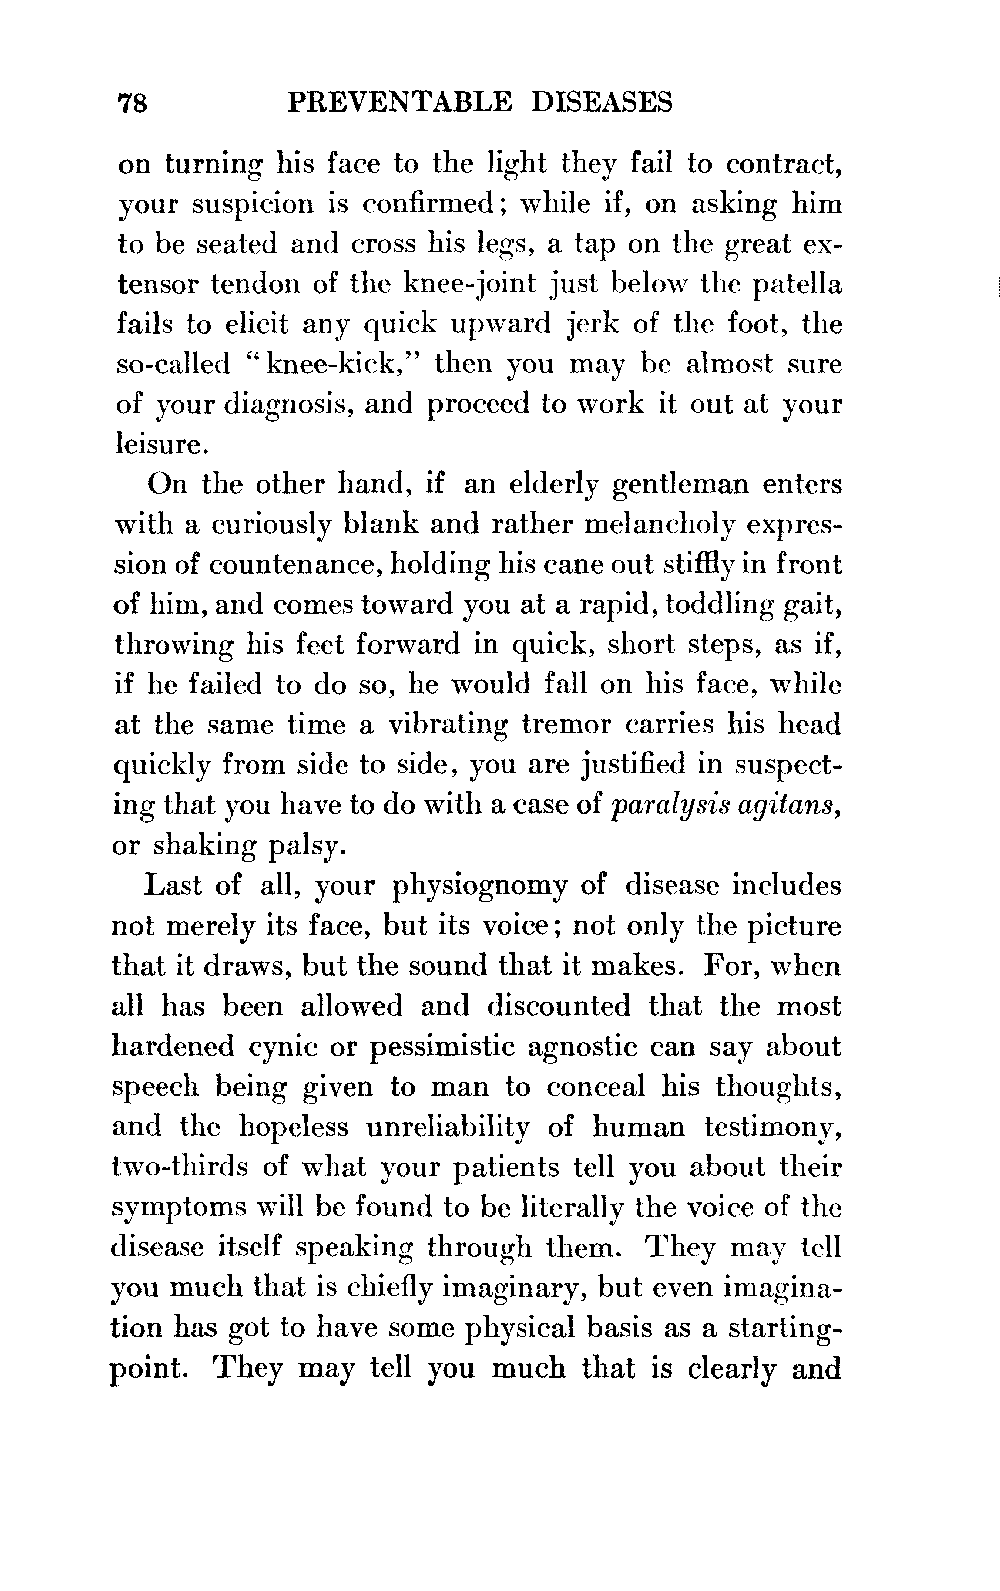 78 PREVENTABLE DISEASES
on turning his face to the light they fail to contract,
your suspicion is confirmed; while if, on asking him
to be seated and cross his legs, a tap on the great ex-
tensor tendon of the knee-joint just below the patella
fails to elicit any quick upward jerk of the foot, the
so-called “knee-kick,” then you may be almost sure
of your diagnosis, and proceed to work it out at your
leisure.
On the other hand, if an elderly gentleman enters
with a curiously blank and rather melancholy expres-
sion of countenance, holding his cane out stiffly in front
of him, and comes toward you at a rapid, toddling gait,
throwing his feet forward in quick, short steps, as if,
if he failed to do so, he would fall on his face, while
at the same time a vibrating tremor carries his head
quickly from side to side, you are justified in suspect-
ing that you have to do with a case of paralysis agitans,
or shaking palsy.
Last of all, your physiognomy of disease includes
not merely its face, but its voice; not only the picture
that it draws, but the sound that it makes. For, when
all has been allowed and discounted that the most
hardened cynic or pessimistic agnostic can say about
speech being given to man to conceal his thoughts,
and the hopeless unreliability of human testimony,
two-thirds of what your patients tell you about their
symptoms will be found to be literally the voice of the
disease itself speaking through them. They may tell
you much that is chiefly imaginary, but even imagina-
tion has got to have some physical basis as a starting-
point. They may tell you much that is clearly and